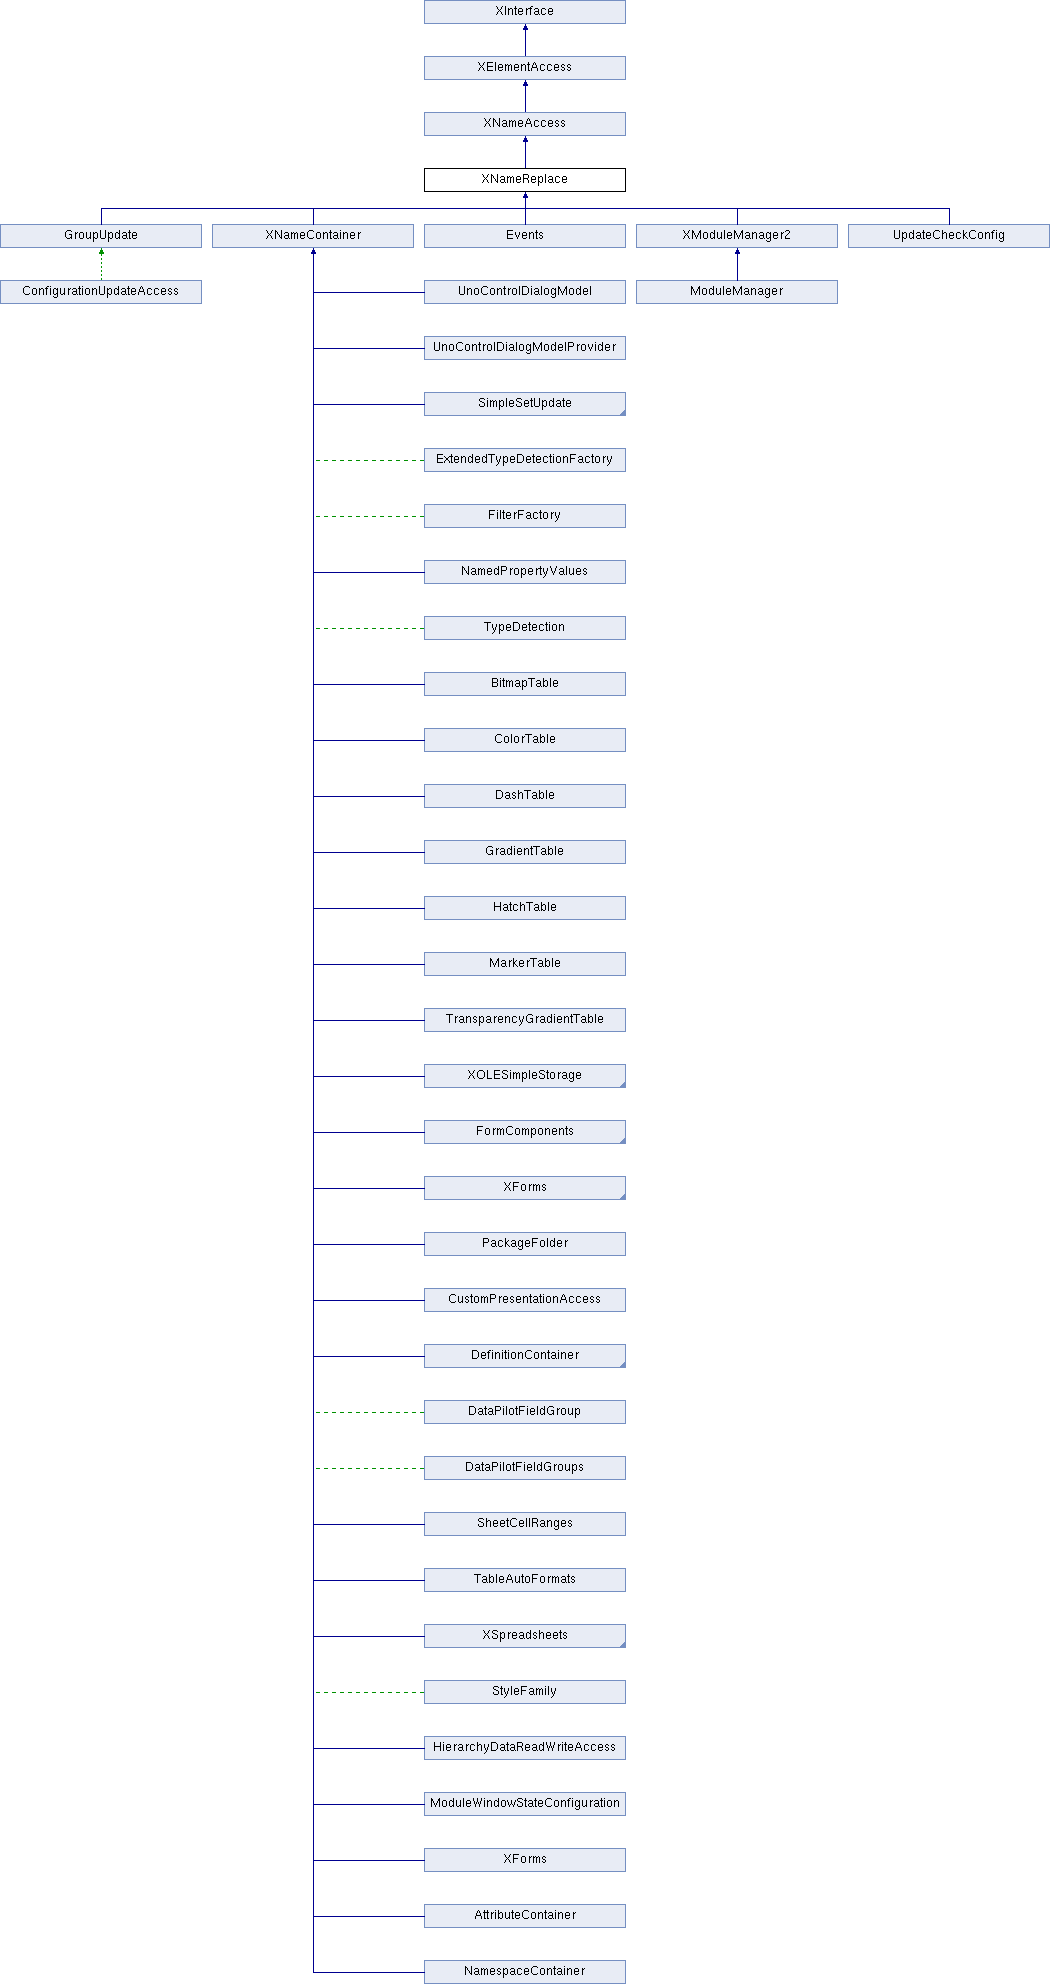 XInterface
XElementAccess
XNameAccess
XNameReplace
GroupUpdate
XNameContainer
Events
XModuleManager2
UpdateCheckConfig
ConfigurationUpdateAccess
UnoControlDialogModel
ModuleManager
UnoControlDialogModelProvider
SimpleSetUpdate
ExtendedTypeDetectionFactory
FilterFactory
NamedPropertyValues
TypeDetection
BitmapTable
ColorTable
DashTable
GradientTable
HatchTable
MarkerTable
TransparencyGradientTable
XOLESimpleStorage
FormComponents
XForms
PackageFolder
CustomPresentationAccess
DefinitionContainer
DataPilotFieldGroup
DataPilotFieldGroups
SheetCellRanges
TableAutoFormats
XSpreadsheets
StyleFamily
HierarchyDataReadWriteAccess
ModuleWindowStateConfiguration
XForms
AttributeContainer
NamespaceContainer